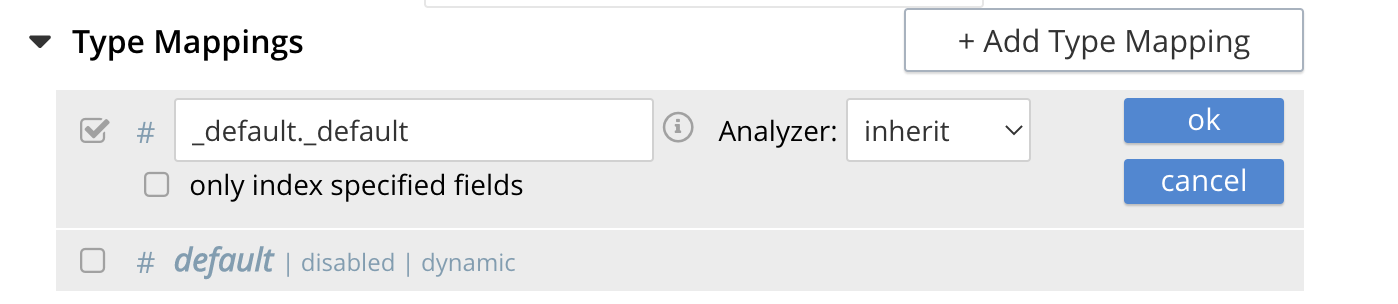 Type Mappings
+ Add Type Mapping
# _default._default Analyzer: inherit ok
only index specified fields cancel
# default | disabled | dynamic